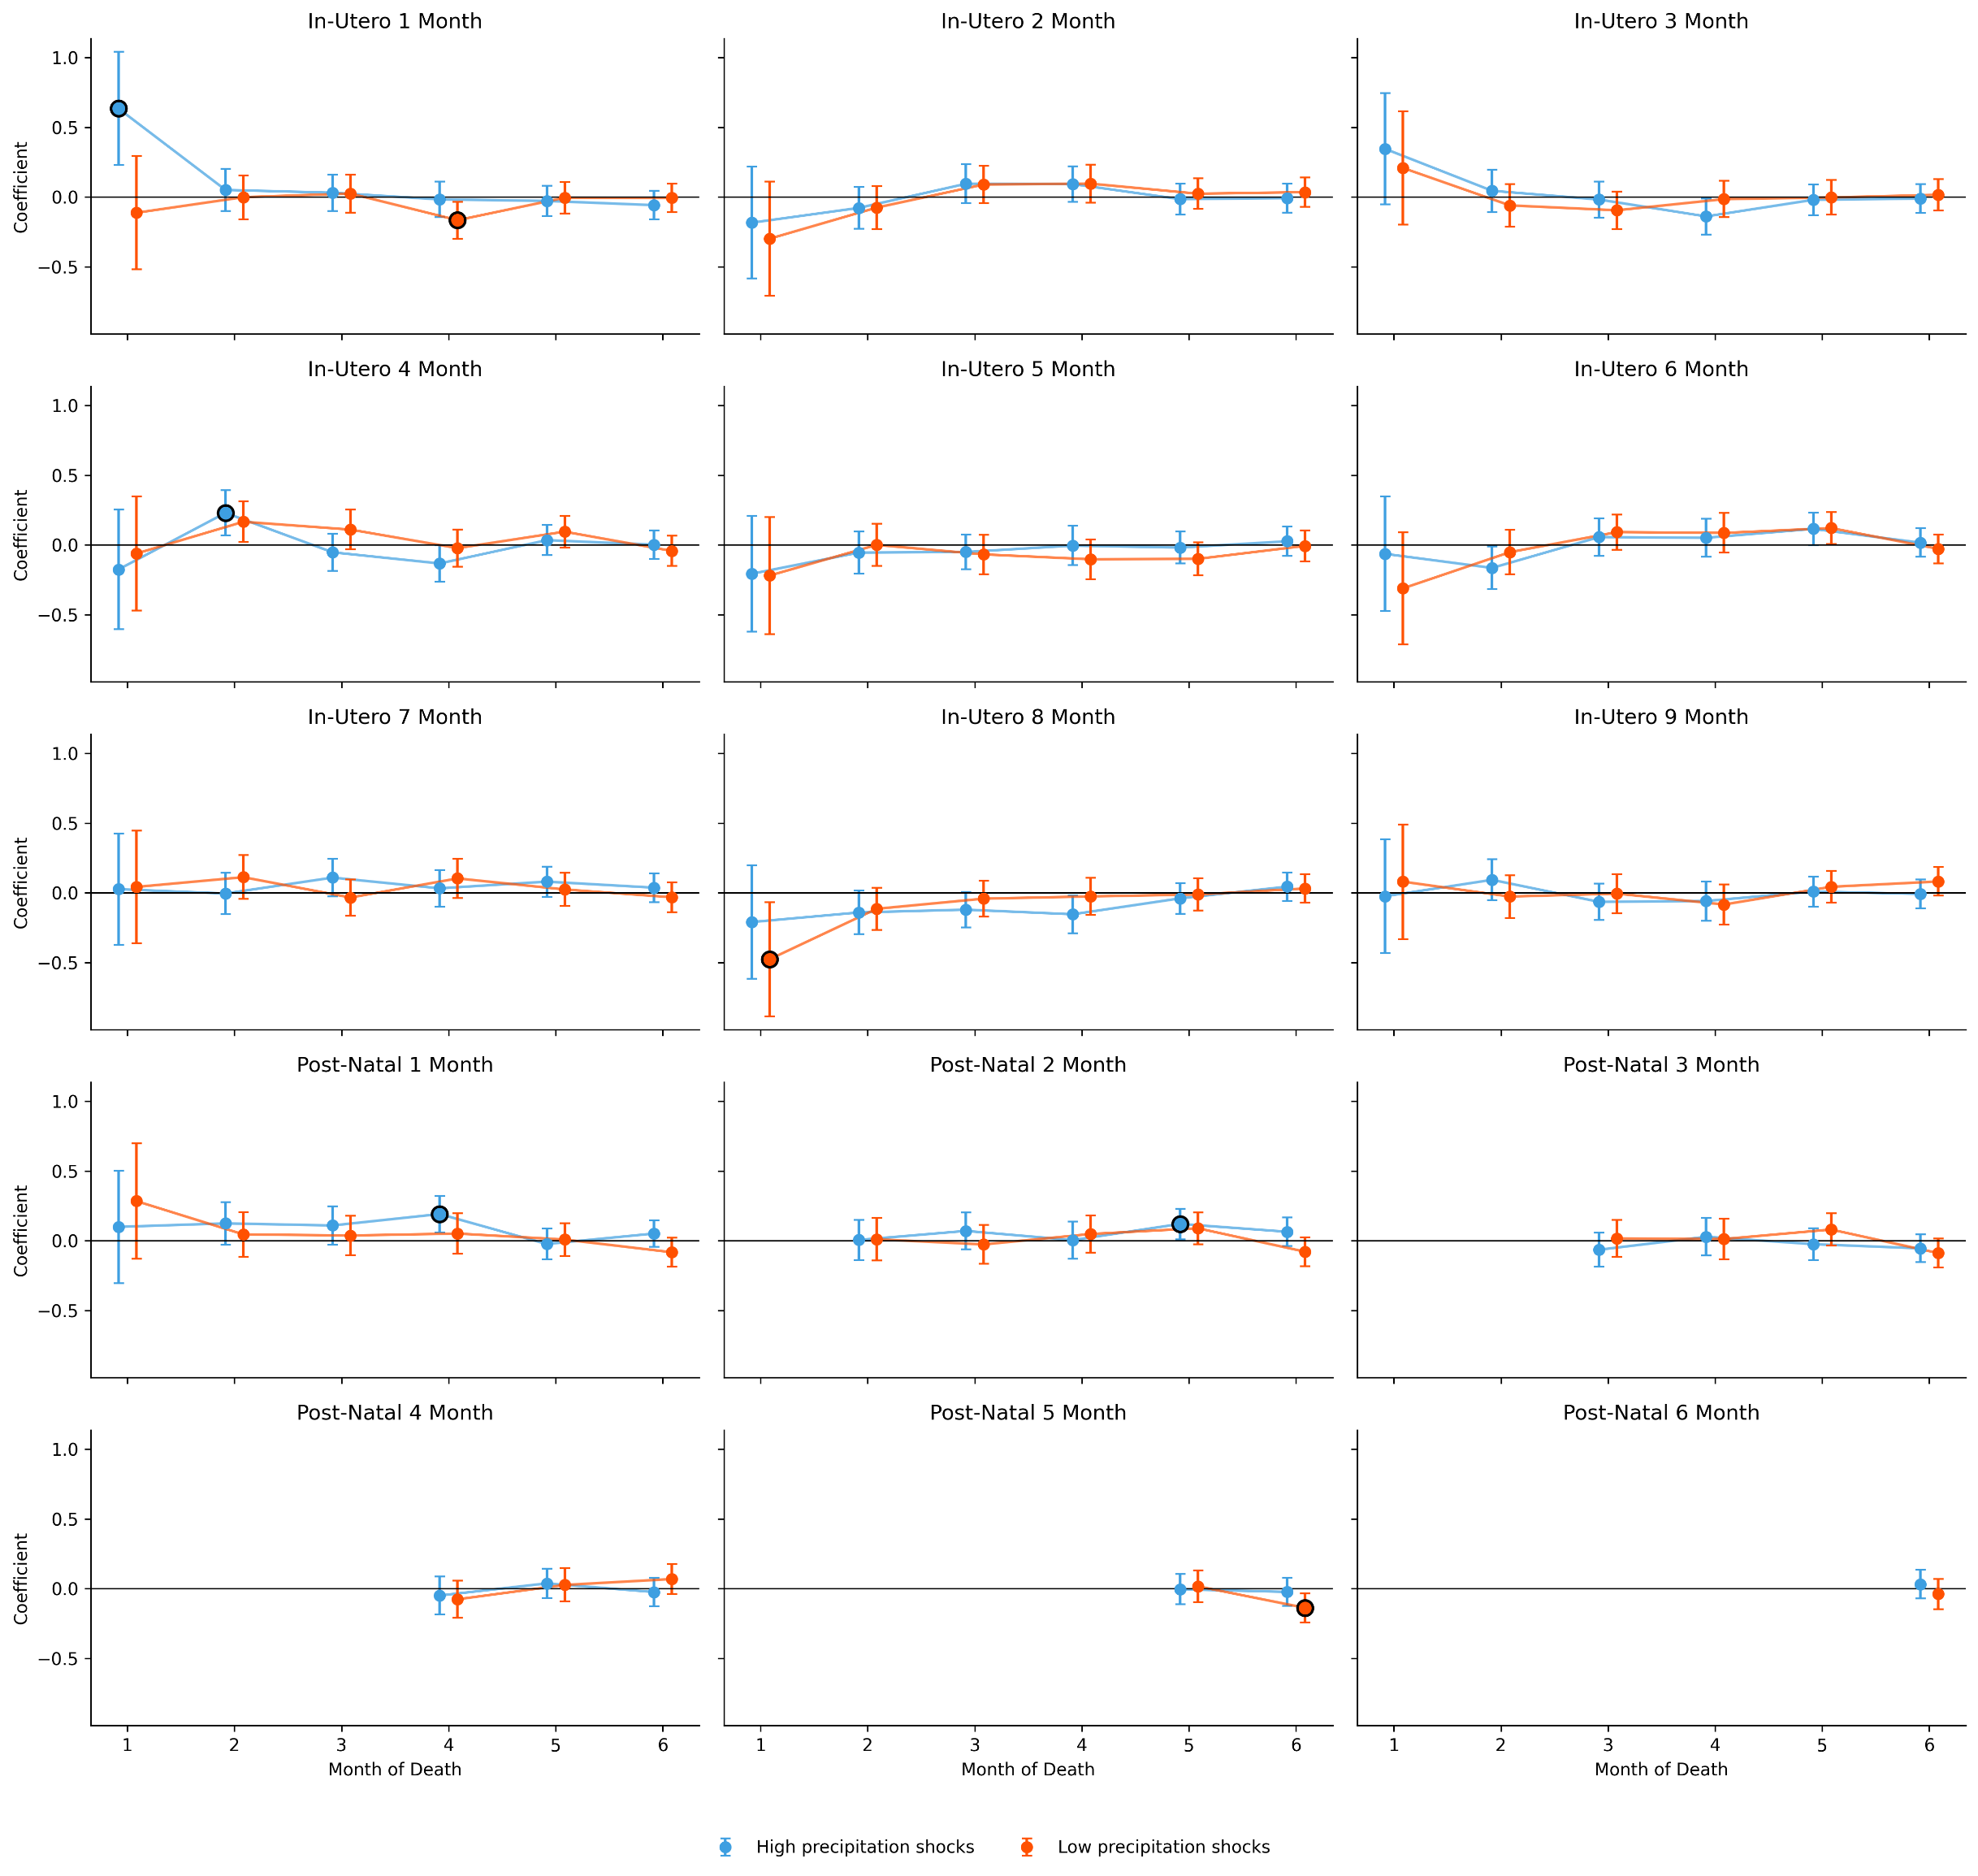 In-Utero 1 Month
In-Utero 2 Month
In-Utero 3 Month
Coefficient
1.0
0.5
0.0
−0.5
In-Utero 4 Month
In-Utero 5 Month
In-Utero 6 Month
Coefficient
1.0
0.5
0.0
−0.5
In-Utero 7 Month
In-Utero 8 Month
In-Utero 9 Month
Coefficient
1.0
0.5
0.0
−0.5
Post-Natal 1 Month
Post-Natal 2 Month
Post-Natal 3 Month
Coefficient
1.0
0.5
0.0
−0.5
Post-Natal 4 Month
Post-Natal 5 Month
Post-Natal 6 Month
Coefficient
1.0
0.5
0.0
−0.5
1 2 3 4 5 6
1 2 3 4 5 6
1 2 3 4 5 6
Month of Death
Month of Death
Month of Death
High precipitation shocks
Low precipitation shocks